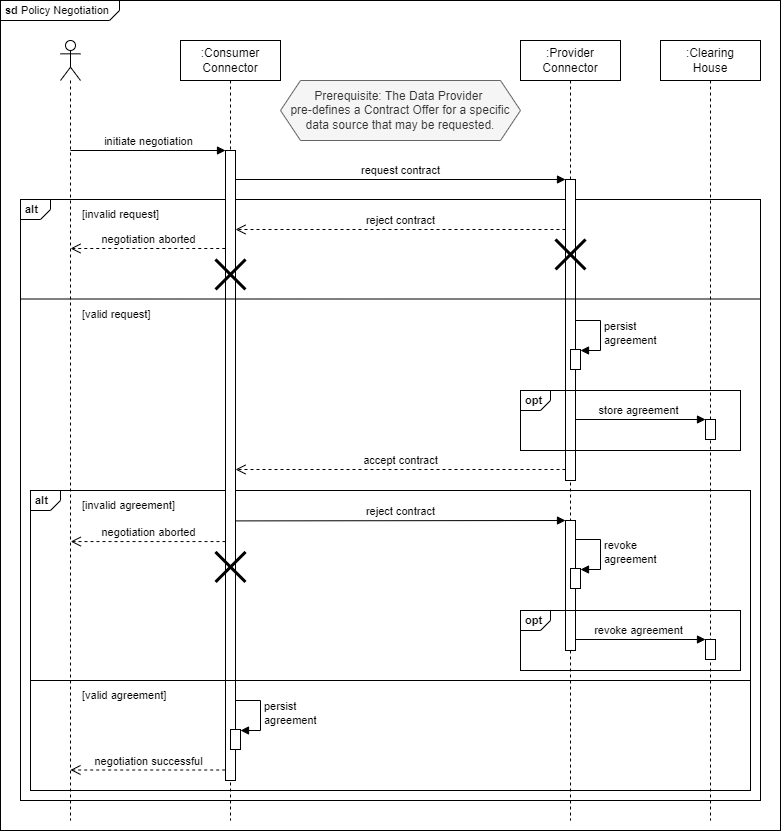 sd Policy Negotiation
:Consumer
Connector
:Provider
Connector
:Clearing
House
Prerequisite: The Data Provider
pre-defines a Contract Offer for a specific
data source that may be requested.
initiate negotiation
request contract
alt
[invalid request]
reject contract
negotiation aborted
[valid request]
persist
agreement
opt
store agreement
accept contract
alt
[invalid agreement]
reject contract
negotiation aborted
revoke
agreement
opt
revoke agreement
[valid agreement]
persist
agreement
negotiation successful